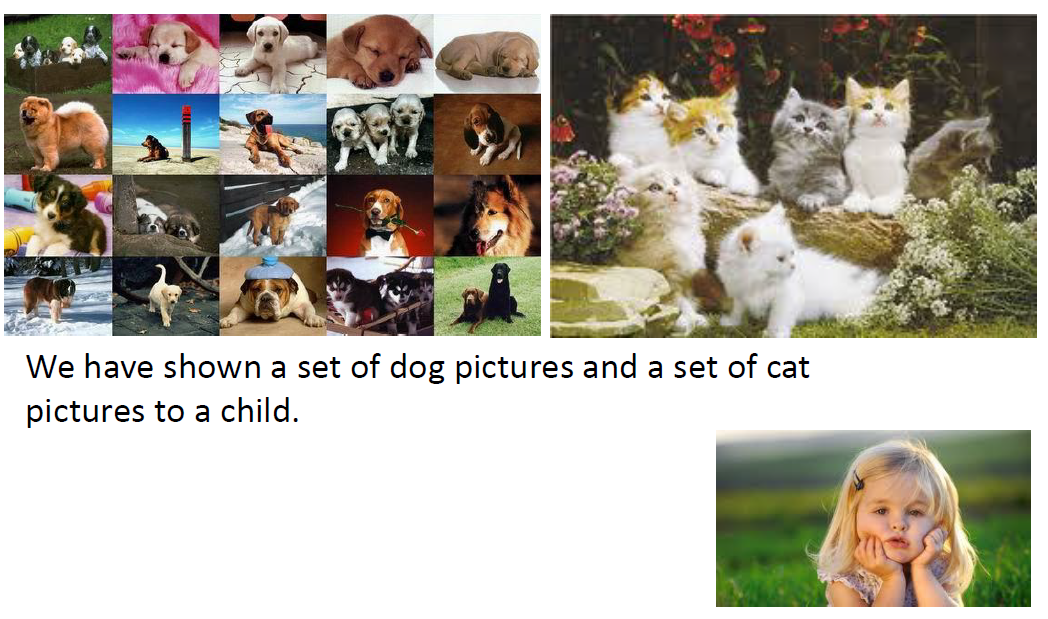 We have shown a set of dog pictures and a set of cat
pictures to a child.